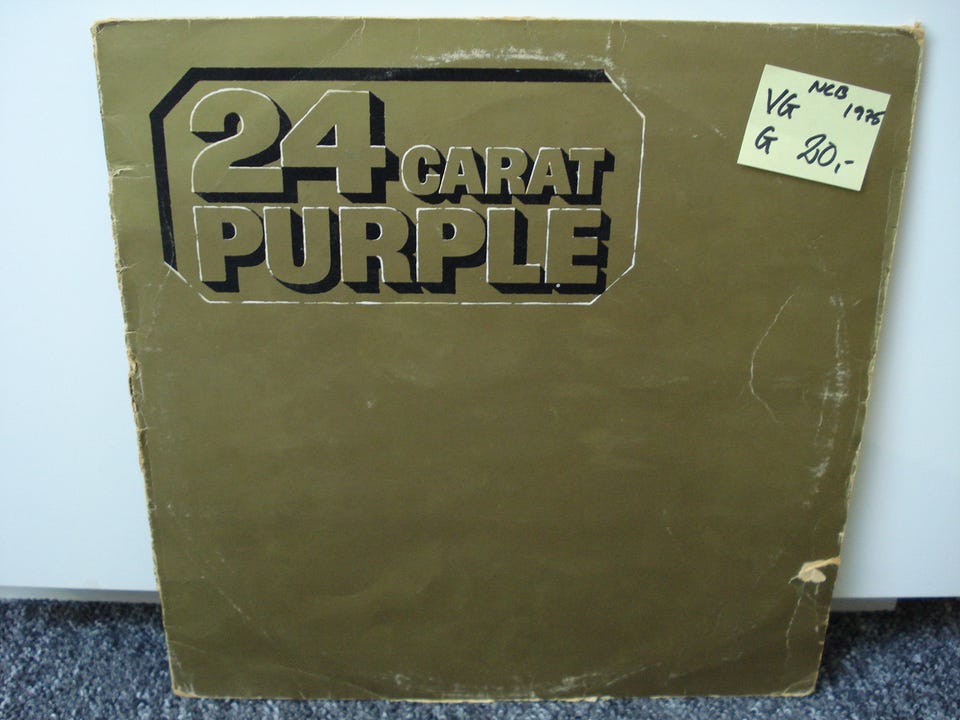 24 CARAT
PURPLE
NCB
VG 1975
G 20,-